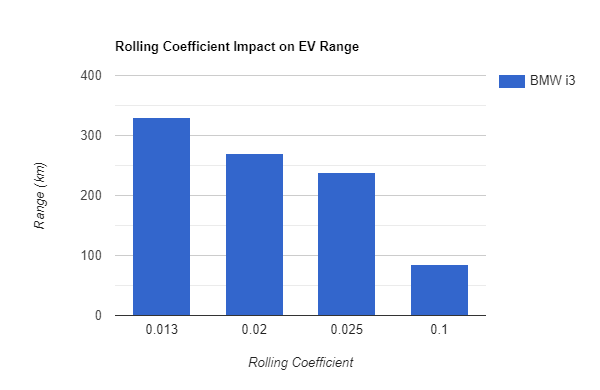 Rolling Coefficient Impact on EV Range
BMW i3
400
300
200
100
0
Range (km)
0.013 0.02 0.025 0.1
Rolling Coefficient